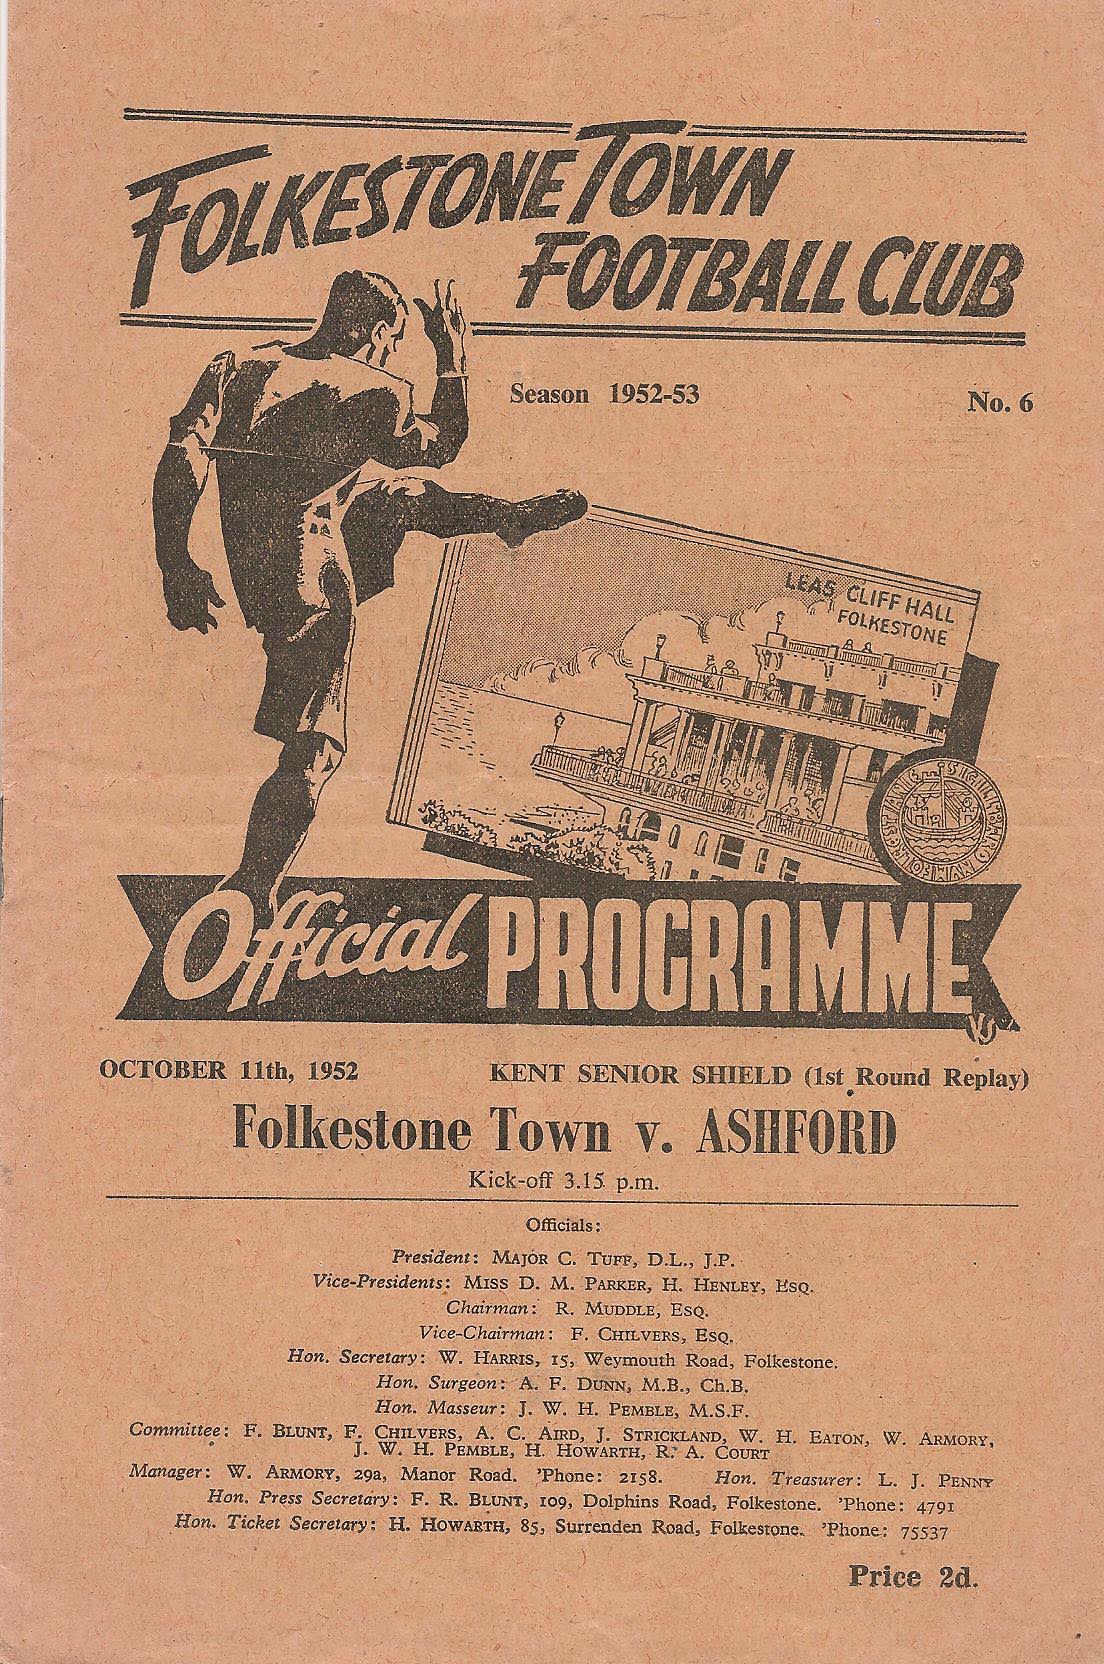 FOLKESTONE TOWN
FOOTBALL CLUB
Season 1952-53
No. 6
LEAS CLIFF HALL
FOLKESTONE
Official PROGRAMME
OCTOBER 11th, 1952 KENT SENIOR SHIELD (1st Round Replay)
Folkestone Town v. ASHFORD
Kick-off 3.15 p.m.
Officials:
President: MAJOR C. TUFF, D.L., J.P.
Vice-Presidents: MISS D. M. PARKER, H. HENLEY, ESQ.
Chairman: R. MUDDLE, ESQ.
Vice-Chairman: F. CHILVERS, ESQ.
Hon. Secretary: W. HARRIS, 15, Weymouth Road, Folkestone.
Hon. Surgeon: A. F. DUNN, M.B., Ch.B.
Hon. Masseur: J. W. H. PEMBLE, M.S.F.
Committee: F. BLUNT, F. CHILVERS, A. C. AIRD, J. STRICKLAND, W. H. EATON, W. ARMORY,
J. W. H. PEMBLE, H. HOWARTH, R. A. COURT
Manager: W. ARMORY, 29a, Manor Road. 'Phone: 2158. Hon. Treasurer: L. J. PENNY
Hon. Press Secretary: F. R. BLUNT, 109, Dolphins Road, Folkestone. 'Phone: 4791
Hon. Ticket Secretary: H. HOWARTH, 85, Surrenden Road, Folkestone. 'Phone: 75537
Price 2d.